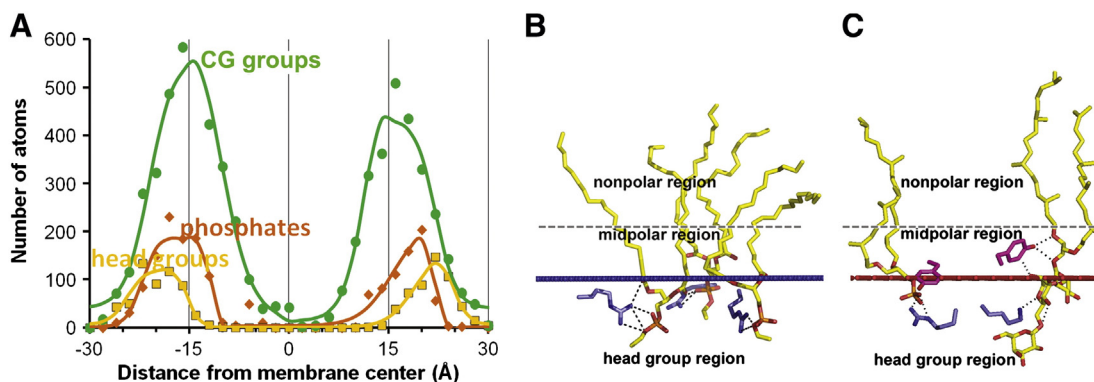 A
Number of atoms
600
500
400
300
200
100
0
CG groups
phosphates
head groups
-30 -15 0 15 30
Distance from membrane center (Å)
B
nonpolar region
midpolar region
head group region
C
nonpolar region
midpolar region
head group region